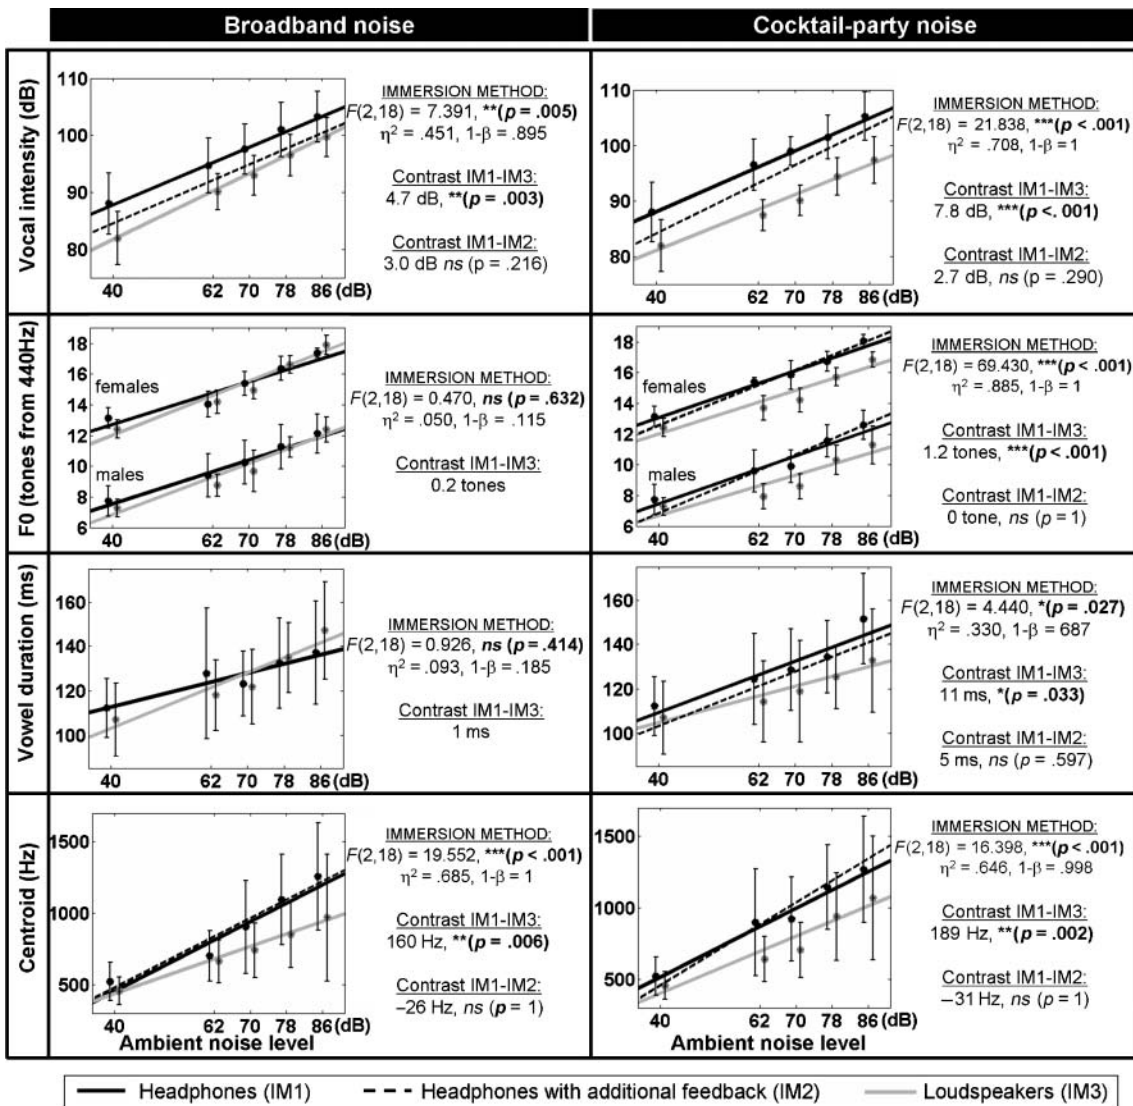 Broadband noise
Cocktail-party noise
Vocal intensity (dB)
110
100
90
80
40 62 70 78 86 (dB)
IMMERSION METHOD:
F(2,18) = 7.391, **(p = .005)
η² = .451, 1-β = .895
Contrast IM1-IM3:
4.7 dB, **(p = .003)
Contrast IM1-IM2:
3.0 dB ns (p = .216)
110
100
90
80
40 62 70 78 86 (dB)
IMMERSION METHOD:
F(2,18) = 21.838, ***(p < .001)
η² = .708, 1-β = 1
Contrast IM1-IM3:
7.8 dB, ***(p < .001)
Contrast IM1-IM2:
2.7 dB, ns (p = .290)
F0 (tones from 440Hz)
18
16
14
12
10
8
6
females
males
40 62 70 78 86 (dB)
IMMERSION METHOD:
F(2,18) = 0.470, ns (p = .632)
η² = .050, 1-β = .115
Contrast IM1-IM3:
0.2 tones
18
16
14
12
10
8
6
females
males
40 62 70 78 86 (dB)
IMMERSION METHOD:
F(2,18) = 69.430, ***(p < .001)
η² = .885, 1-β = 1
Contrast IM1-IM3:
1.2 tones, ***(p < .001)
Contrast IM1-IM2:
0 tone, ns (p = 1)
Vowel duration (ms)
160
140
120
100
40 62 70 78 86 (dB)
IMMERSION METHOD:
F(2,18) = 0.926, ns (p = .414)
η² = .093, 1-β = .185
Contrast IM1-IM3:
1 ms
160
140
120
100
40 62 70 78 86 (dB)
IMMERSION METHOD:
F(2,18) = 4.440, *(p = .027)
η² = .330, 1-β = 687
Contrast IM1-IM3:
11 ms, *(p = .033)
Contrast IM1-IM2:
5 ms, ns (p = .597)
Centroid (Hz)
1500
1000
500
40 62 70 78 86 (dB)
Ambient noise level
IMMERSION METHOD:
F(2,18) = 19.552, ***(p < .001)
η² = .685, 1-β = 1
Contrast IM1-IM3:
160 Hz, **(p = .006)
Contrast IM1-IM2:
–26 Hz, ns (p = 1)
1500
1000
500
40 62 70 78 86 (dB)
Ambient noise level
IMMERSION METHOD:
F(2,18) = 16.398, ***(p < .001)
η² = .646, 1-β = .998
Contrast IM1-IM3:
189 Hz, **(p = .002)
Contrast IM1-IM2:
–31 Hz, ns (p = 1)
Headphones (IM1) Headphones with additional feedback (IM2) Loudspeakers (IM3)